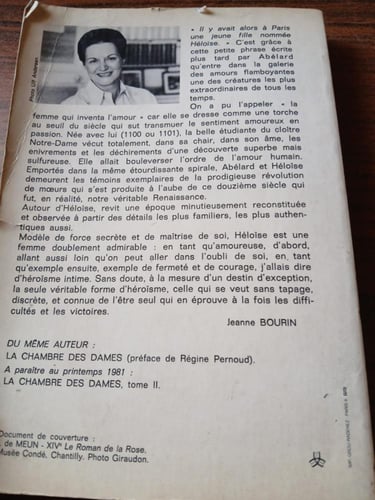 « Il y avait alors à Paris
une jeune fille nommée
Héloïse. » C'est grâce à
cette petite phrase écrite
plus tard par Abélard
qu'entre dans la galerie
des amours flamboyantes
une des créatures les plus
extraordinaires de tous les
temps.
On a pu l'appeler « la
femme qui inventa l'amour » car elle se dresse comme une torche
au seuil du siècle qui sut transmuer le sentiment amoureux en
passion. Née avec lui (1100 ou 1101), la belle étudiante du cloître
Notre-Dame vécut totalement, dans sa chair, dans son âme, les
enivrements et les déchirements d'une découverte superbe mais
sulfureuse. Elle allait bouleverser l'ordre de l'amour humain.
Emportés dans la même étourdissante spirale, Abélard et Héloïse
demeurent les témoins exemplaires de la prodigieuse révolution
de mœurs qui s'est produite à l'aube de ce douzième siècle qui
fut, en réalité, notre véritable Renaissance.
Autour d'Héloïse, revit une époque minutieusement reconstituée
et observée à partir des détails les plus familiers, les plus authen-
tiques aussi.
Modèle de force secrète et de maîtrise de soi, Héloïse est une
femme doublement admirable : en tant qu'amoureuse, d'abord,
allant aussi loin qu'on peut aller dans l'oubli de soi, en tant
qu'exemple ensuite, exemple de fermeté et de courage, j'allais dire
d'héroïsme intime. Sans doute, à la mesure d'un destin d'exception,
la seule véritable forme d'héroïsme, celle qui se veut sans tapage,
discrète, et connue de l'être seul qui en éprouve à la fois les diffi-
cultés et les victoires.
Jeanne BOURIN
DU MÊME AUTEUR :
LA CHAMBRE DES DAMES (préface de Régine Pernoud).
A paraître au printemps 1981 :
LA CHAMBRE DES DAMES, tome II.
Document de couverture :
de MEUN - XIVe Le Roman de la Rose.
Musée Condé. Chantilly. Photo Giraudon.
Photo Ulf Andersen